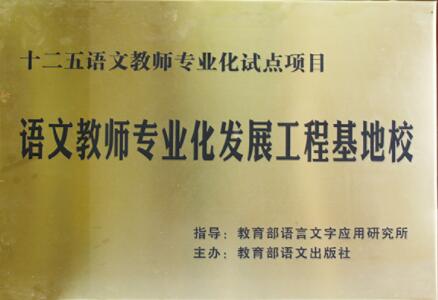 十二五语文教师专业化试点项目
语文教师专业化发展工程基地校
指导：教育部语言文字应用研究所
主办：教育部语文出版社